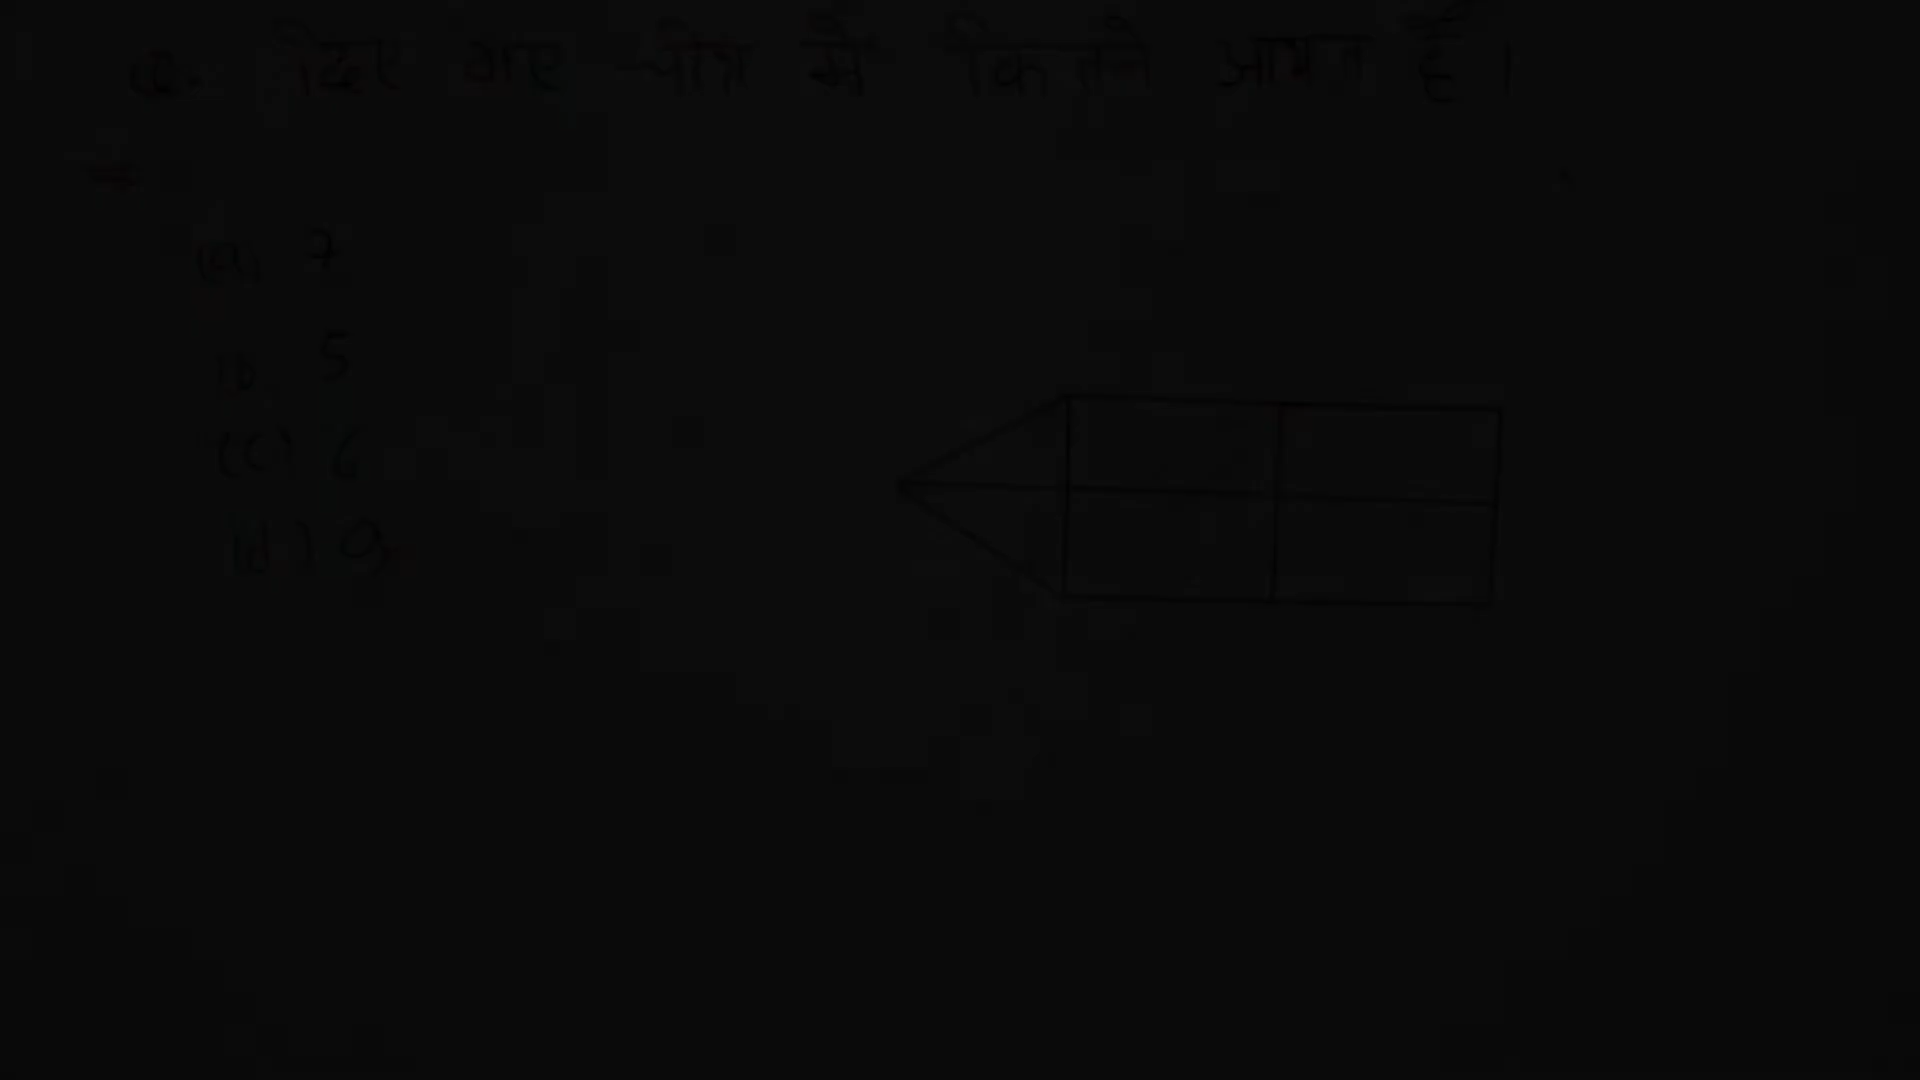 Q. दिए गए चीत्र में कितने आयत हैं।
⇒
(a) 7
(b) 5
(c) 6
(d) 9